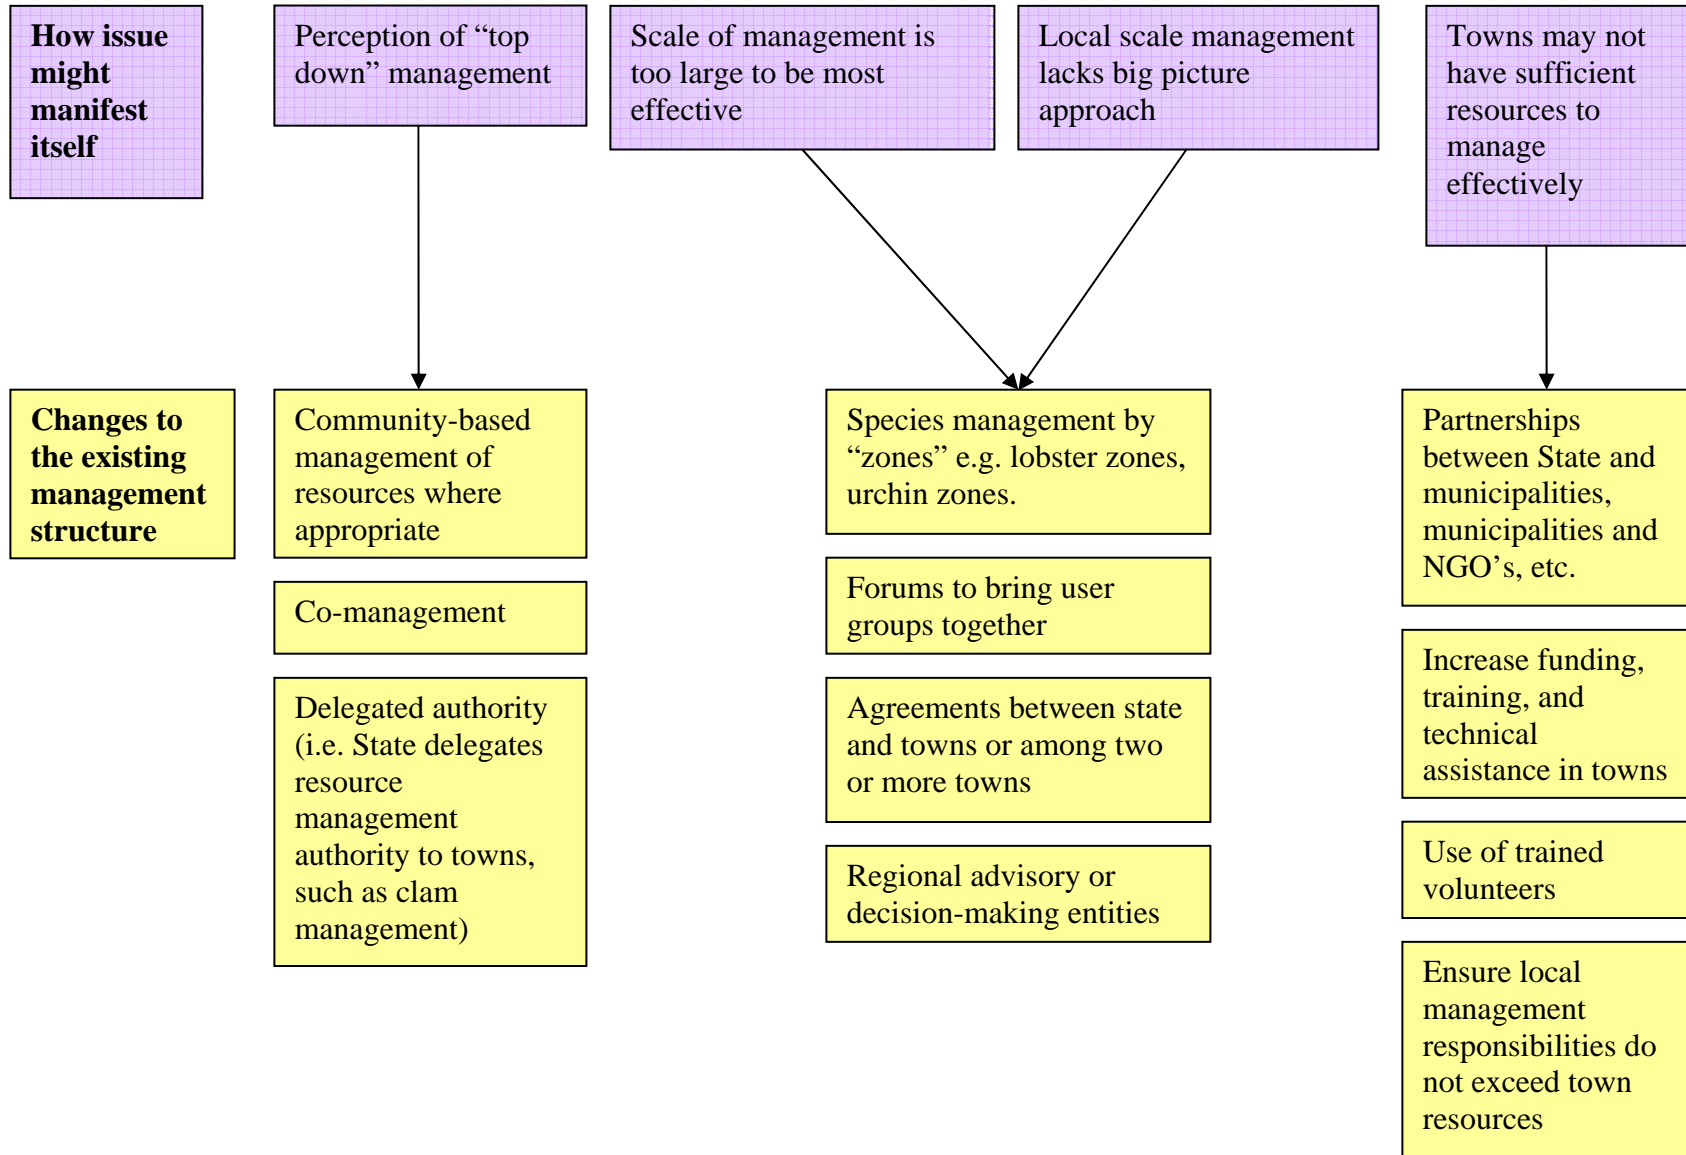 How issue
might
manifest
itself
Perception of “top
down” management
Scale of management is
too large to be most
effective
Local scale management
lacks big picture
approach
Towns may not
have sufficient
resources to
manage
effectively
Changes to
the existing
management
structure
Community-based
management of
resources where
appropriate
Co-management
Delegated authority
(i.e. State delegates
resource
management
authority to towns,
such as clam
management)
Species management by
“zones” e.g. lobster zones,
urchin zones.
Forums to bring user
groups together
Agreements between state
and towns or among two
or more towns
Regional advisory or
decision-making entities
Partnerships
between State and
municipalities,
municipalities and
NGO’s, etc.
Increase funding,
training, and
technical
assistance in towns
Use of trained
volunteers
Ensure local
management
responsibilities do
not exceed town
resources